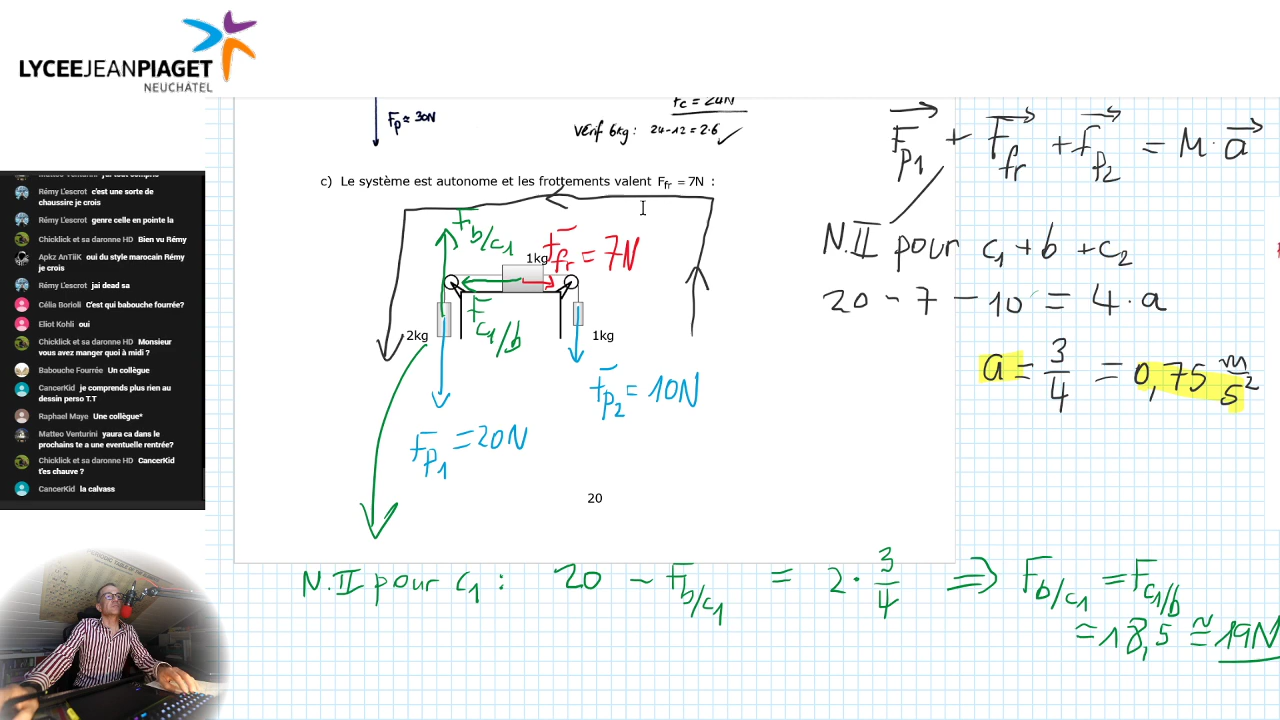 LYCEEJEANPIAGET
NEUCHÂTEL
Rémy L'escrot c'est une sorte de
chaussire je crois
Rémy L'escrot genre celle en pointe la
Chicklick et sa daronne HD Bien vu Rémy
Apkz AnTiiK oui du style marocain Rémy
je crois
Rémy L'escrot jai dead sa
Célia Borioli C'est qui babouche fourrée?
Eliot Kohli oui
Chicklick et sa daronne HD Monsieur
vous avez manger quoi à midi ?
Babouche Fourrée Un collègue
CancerKid je comprends plus rien au
dessin perso T.T
Raphael Maye Une collègue*
Matteo Venturini yaura ca dans le
prochains te a une eventuelle rentrée?
Chicklick et sa daronne HD CancerKid
t'es chauve ?
CancerKid la calvass
Fp ≈ 30N
Fc = 24N
Vérif 6kg : 24-12 = 2·6 ✓
c) Le système est autonome et les frottements valent Ffr = 7N :
Fb/c1
1kg
Ffr = 7N
Fc1/b
2kg
1kg
Fp2 = 10N
Fp1 = 20N
20
Fp1 + Ffr + Fp2 = M · a
N.II pour c1 + b + c2
20 - 7 - 10 = 4 · a
a = 3/4 = 0,75 m/s2
N.II pour c1 : 20 - Fb/c1 = 2 · 3/4 => Fb/c1 = Fc1/b
≈ 18,5 ≅ 19N